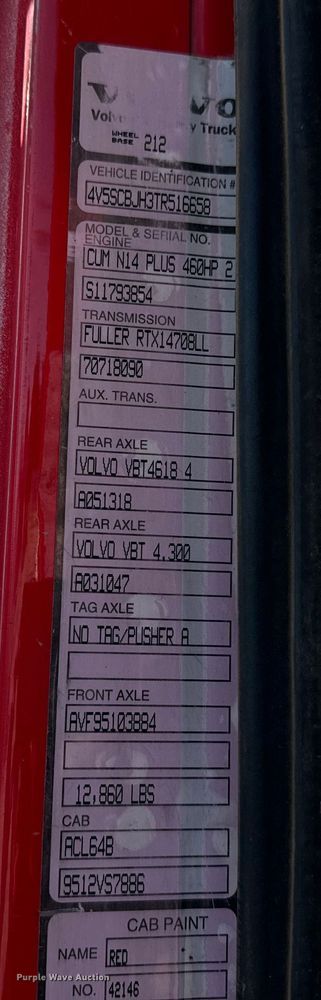 VO
Truck
WHEEL
BASE 212
VEHICLE IDENTIFICATION #
4V5SCBJH3TR516658
MODEL & SERIAL NO.
ENGINE
CUM N14 PLUS 460HP 2
S11793854
TRANSMISSION
FULLER RTX14708LL
70718090
AUX. TRANS.
REAR AXLE
VOLVO VBT4618 4
A051318
REAR AXLE
VOLVO VBT 4.300
A031047
TAG AXLE
NO TAG/PUSHER A
FRONT AXLE
AVF95103884
12,860 LBS
CAB
ACL64B
9512VS7886
CAB PAINT
NAME RED
NO. 42146
Purple Wave Auction